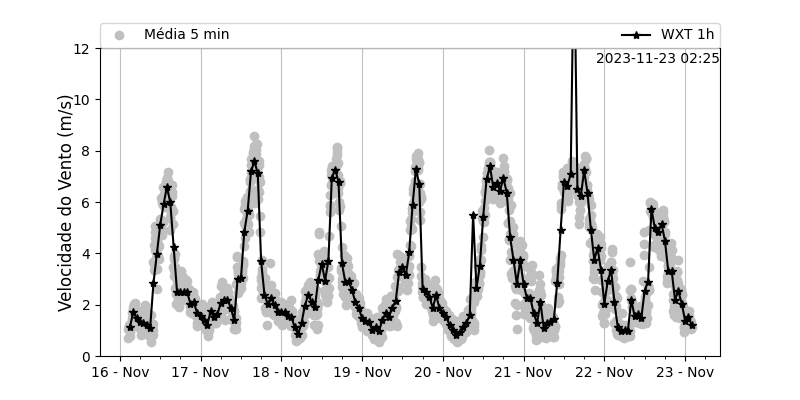 Média 5 min WXT 1h
2023-11-23 02:25
Velocidade do Vento (m/s)
12
10
8
6
4
2
0
16 - Nov 17 - Nov 18 - Nov 19 - Nov 20 - Nov 21 - Nov 22 - Nov 23 - Nov